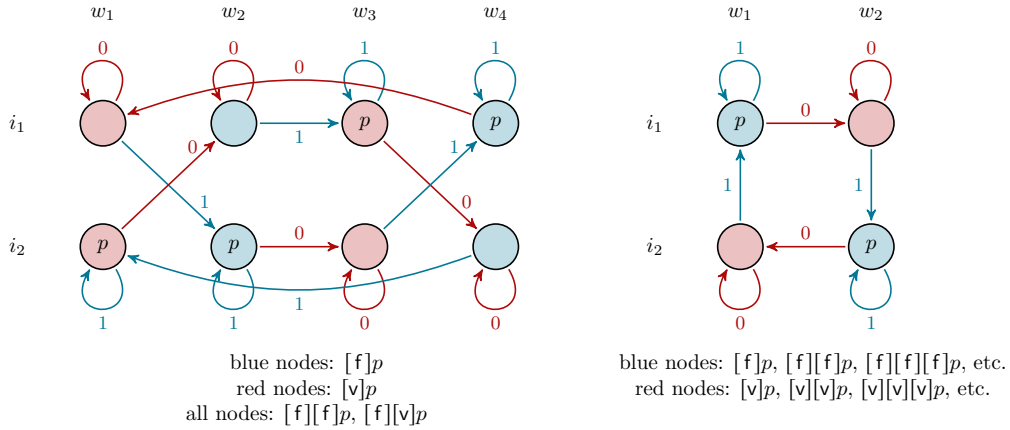 w₁ w₂ w₃ w₄
0 0 1 1
0
i₁ p p
1
0 1
1 0
i₂ p p
0
1
1 1 0 0
blue nodes: [f]p
red nodes: [v]p
all nodes: [f][f]p, [f][v]p
w₁ w₂
1 0
i₁ p
0
1 1
i₂ p
0
0 1
blue nodes: [f]p, [f][f]p, [f][f][f]p, etc.
red nodes: [v]p, [v][v]p, [v][v][v]p, etc.